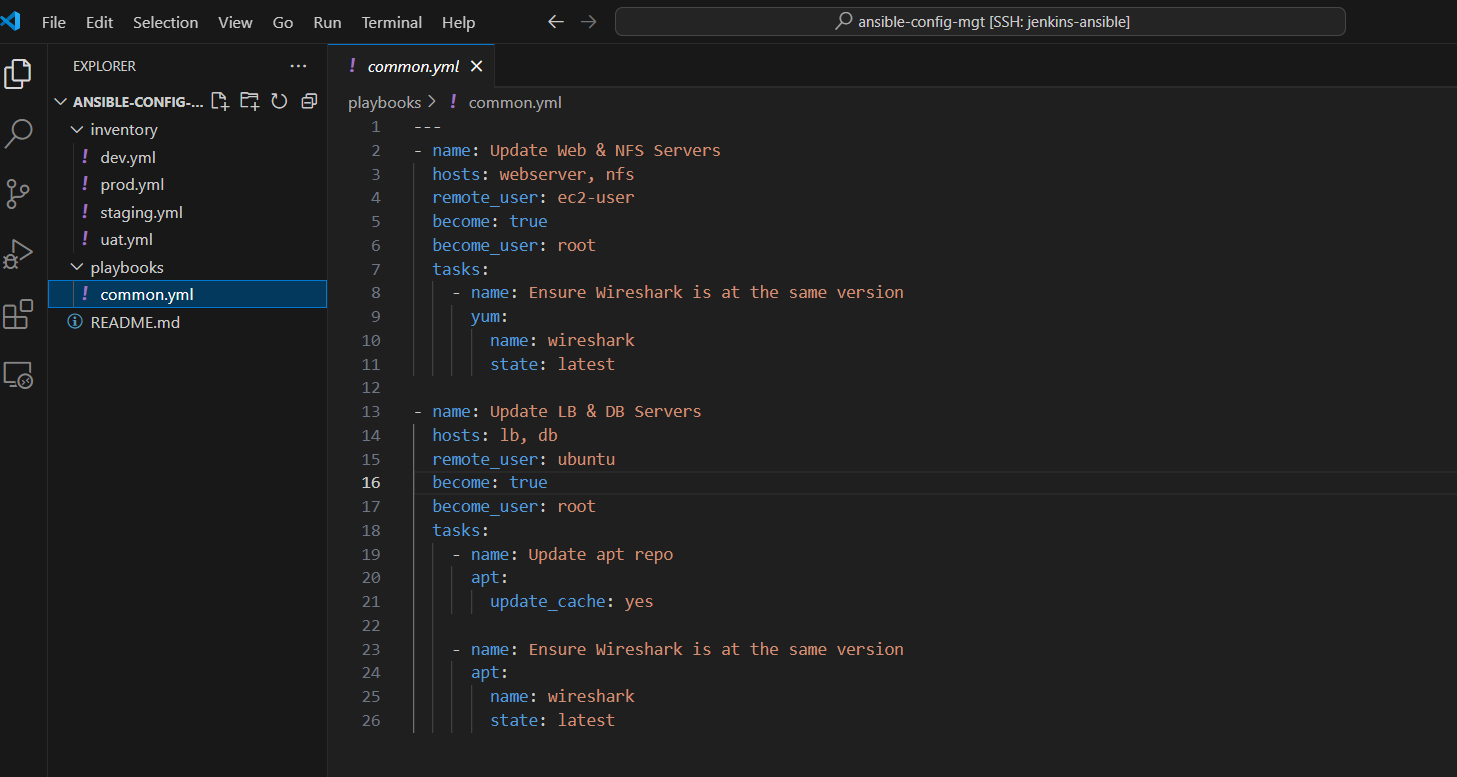 File Edit Selection View Go Run Terminal Help
ansible-config-mgt [SSH: jenkins-ansible]
EXPLORER
ANSIBLE-CONFIG-...
inventory
! dev.yml
! prod.yml
! staging.yml
! uat.yml
playbooks
! common.yml
README.md
! common.yml
playbooks > ! common.yml
1 ---
2 - name: Update Web & NFS Servers
3   hosts: webserver, nfs
4   remote_user: ec2-user
5   become: true
6   become_user: root
7   tasks:
8     - name: Ensure Wireshark is at the same version
9       yum:
10         name: wireshark
11         state: latest
12
13 - name: Update LB & DB Servers
14   hosts: lb, db
15   remote_user: ubuntu
16   become: true
17   become_user: root
18   tasks:
19     - name: Update apt repo
20       apt:
21         update_cache: yes
22
23     - name: Ensure Wireshark is at the same version
24       apt:
25         name: wireshark
26         state: latest